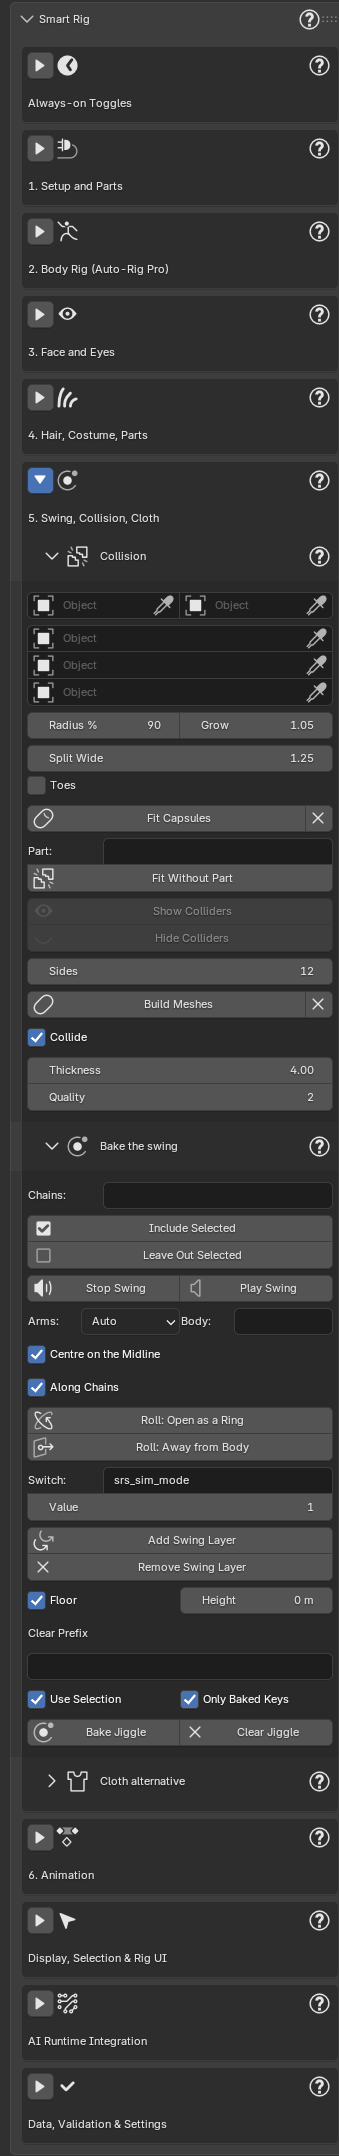 Smart Rig
Always-on Toggles
1. Setup and Parts
2. Body Rig (Auto-Rig Pro)
3. Face and Eyes
4. Hair, Costume, Parts
5. Swing, Collision, Cloth
Collision
Object Object
Object
Object
Object
Radius % 90 Grow 1.05
Split Wide 1.25
Toes
Fit Capsules
Part:
Fit Without Part
Show Colliders
Hide Colliders
Sides 12
Build Meshes
Collide
Thickness 4.00
Quality 2
Bake the swing
Chains:
Include Selected
Leave Out Selected
Stop Swing Play Swing
Arms: Auto Body:
Centre on the Midline
Along Chains
Roll: Open as a Ring
Roll: Away from Body
Switch: srs_sim_mode
Value 1
Add Swing Layer
Remove Swing Layer
Floor Height 0 m
Clear Prefix
Use Selection Only Baked Keys
Bake Jiggle Clear Jiggle
Cloth alternative
6. Animation
Display, Selection & Rig UI
AI Runtime Integration
Data, Validation & Settings